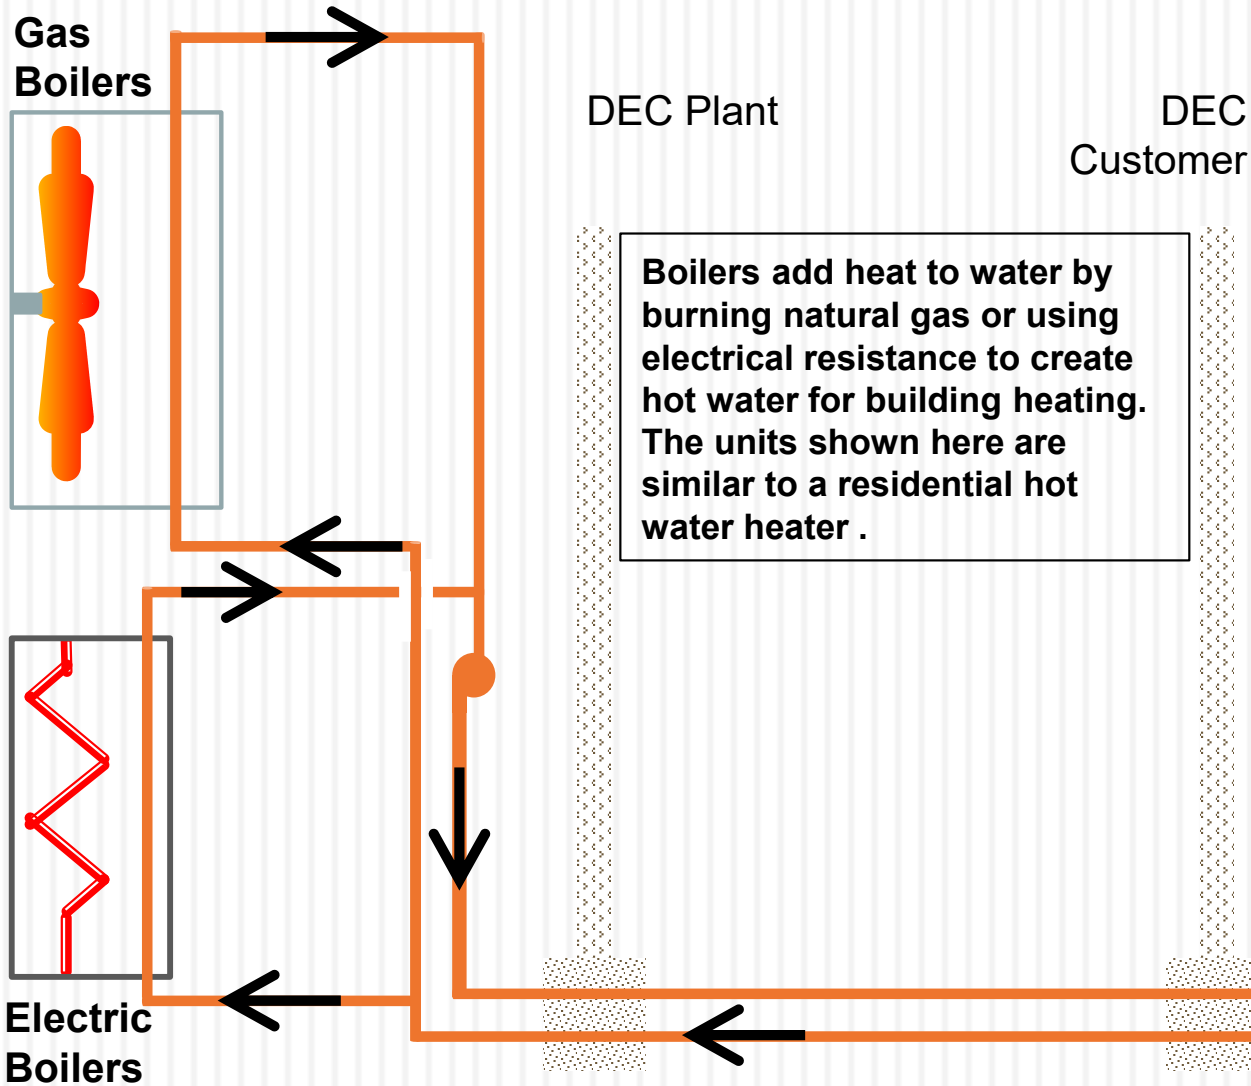 Gas
Boilers
DEC Plant
DEC
Customer
Boilers add heat to water by
burning natural gas or using
electrical resistance to create
hot water for building heating.
The units shown here are
similar to a residential hot
water heater .
Electric
Boilers